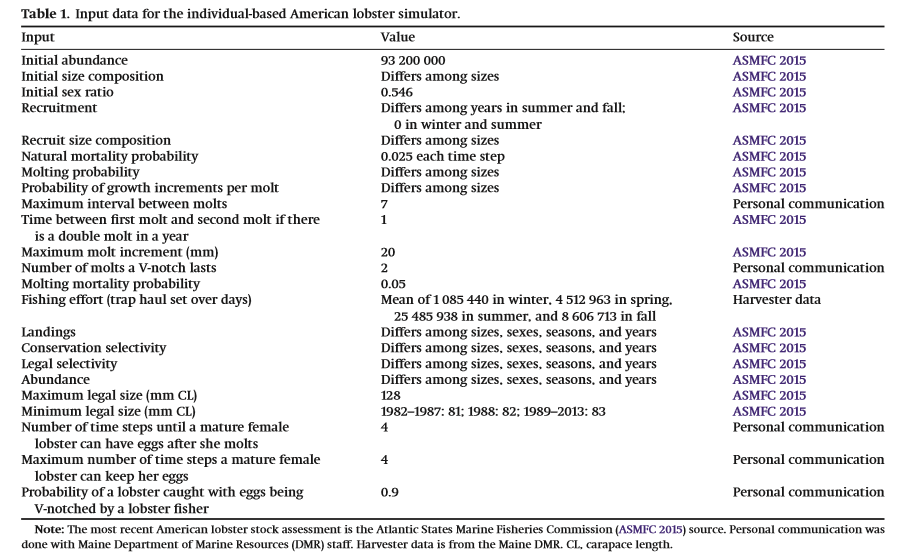 Table 1. Input data for the individual-based American lobster simulator.
Input Value Source
Initial abundance 93 200 000 ASMFC 2015
Initial size composition Differs among sizes ASMFC 2015
Initial sex ratio 0.546 ASMFC 2015
Recruitment Differs among years in summer and fall; ASMFC 2015
0 in winter and summer
Recruit size composition Differs among sizes ASMFC 2015
Natural mortality probability 0.025 each time step ASMFC 2015
Molting probability Differs among sizes ASMFC 2015
Probability of growth increments per molt Differs among sizes ASMFC 2015
Maximum interval between molts 7 Personal communication
Time between first molt and second molt if there 1 ASMFC 2015
is a double molt in a year
Maximum molt increment (mm) 20 ASMFC 2015
Number of molts a V-notch lasts 2 Personal communication
Molting mortality probability 0.05 ASMFC 2015
Fishing effort (trap haul set over days) Mean of 1 085 440 in winter, 4 512 963 in spring, Harvester data
25 485 938 in summer, and 8 606 713 in fall
Landings Differs among sizes, sexes, seasons, and years ASMFC 2015
Conservation selectivity Differs among sizes, sexes, seasons, and years ASMFC 2015
Legal selectivity Differs among sizes, sexes, seasons, and years ASMFC 2015
Abundance Differs among sizes, sexes, seasons, and years ASMFC 2015
Maximum legal size (mm CL) 128 ASMFC 2015
Minimum legal size (mm CL) 1982–1987: 81; 1988: 82; 1989–2013: 83 ASMFC 2015
Number of time steps until a mature female 4 Personal communication
lobster can have eggs after she molts
Maximum number of time steps a mature female 4 Personal communication
lobster can keep her eggs
Probability of a lobster caught with eggs being 0.9 Personal communication
V-notched by a lobster fisher
Note: The most recent American lobster stock assessment is the Atlantic States Marine Fisheries Commission (ASMFC 2015) source. Personal communication was
done with Maine Department of Marine Resources (DMR) staff. Harvester data is from the Maine DMR. CL, carapace length.